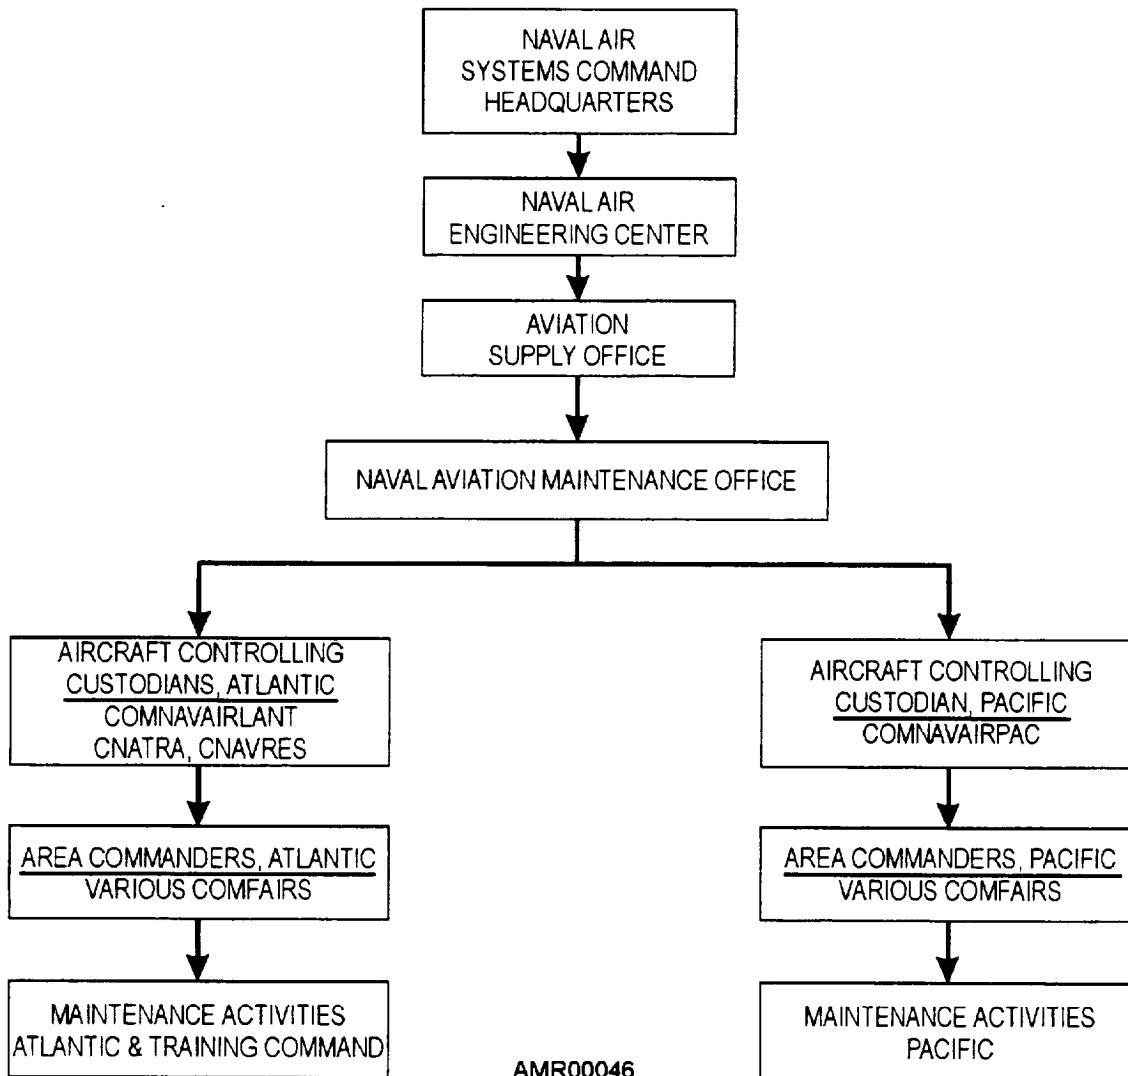 NAVAL AIR
SYSTEMS COMMAND
HEADQUARTERS
NAVAL AIR
ENGINEERING CENTER
AVIATION
SUPPLY OFFICE
NAVAL AVIATION MAINTENANCE OFFICE
AIRCRAFT CONTROLLING
CUSTODIANS, ATLANTIC
COMNAVAIRLANT
CNATRA, CNAVRES
AIRCRAFT CONTROLLING
CUSTODIAN, PACIFIC
COMNAVAIRPAC
AREA COMMANDERS, ATLANTIC
VARIOUS COMFAIRS
AREA COMMANDERS, PACIFIC
VARIOUS COMFAIRS
MAINTENANCE ACTIVITIES
ATLANTIC & TRAINING COMMAND
MAINTENANCE ACTIVITIES
PACIFIC
AMR00046